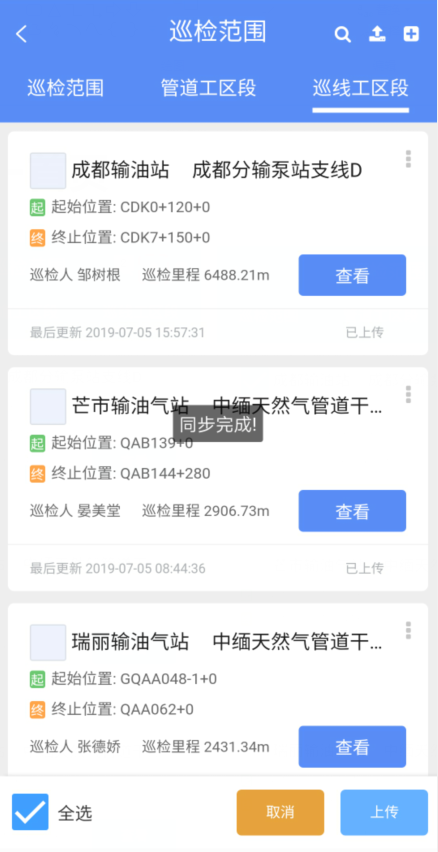 巡检范围
巡检范围 管道工区段 巡线工区段
成都输油站 成都分输泵站支线D
起 起始位置: CDK0+120+0
终 终止位置: CDK7+150+0
巡检人 邹树根 巡检里程 6488.21m 查看
最后更新 2019-07-05 15:57:31 已上传
芒市输油气站 中缅天然气管道干...
同步完成!
起 起始位置: QAB139+0
终 终止位置: QAB144+280
巡检人 晏美堂 巡检里程 2906.73m 查看
最后更新 2019-07-05 08:44:36 已上传
瑞丽输油气站 中缅天然气管道干...
起 起始位置: GQAA048-1+0
终 终止位置: QAA062+0
巡检人 张德娇 巡检里程 2431.34m 查看
全选 取消 上传